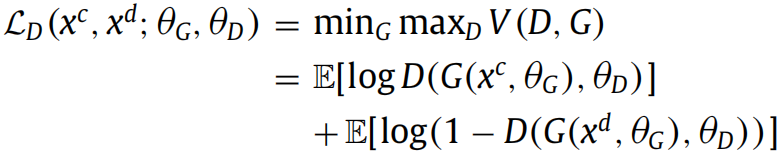 ℒ_D(x^c, x^d; θ_G, θ_D) = min_G max_D V(D, G)
= 𝔼[log D(G(x^c, θ_G), θ_D)]
+ 𝔼[log(1 − D(G(x^d, θ_G), θ_D))]